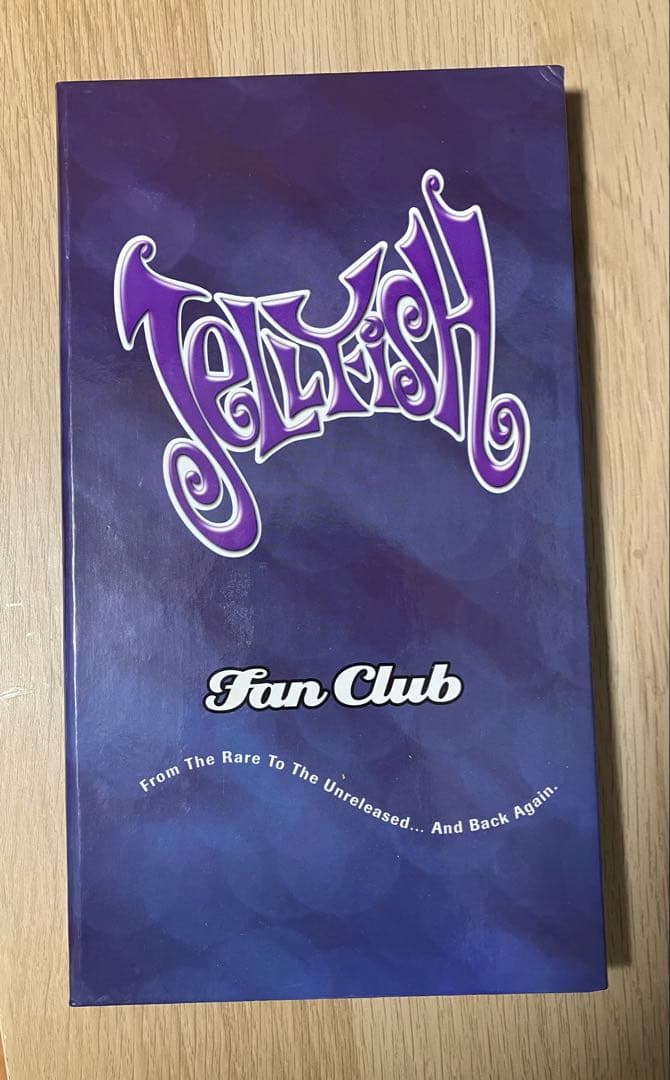 JELLYFiSH
Fan Club
From The Rare To The Unreleased... And Back Again.